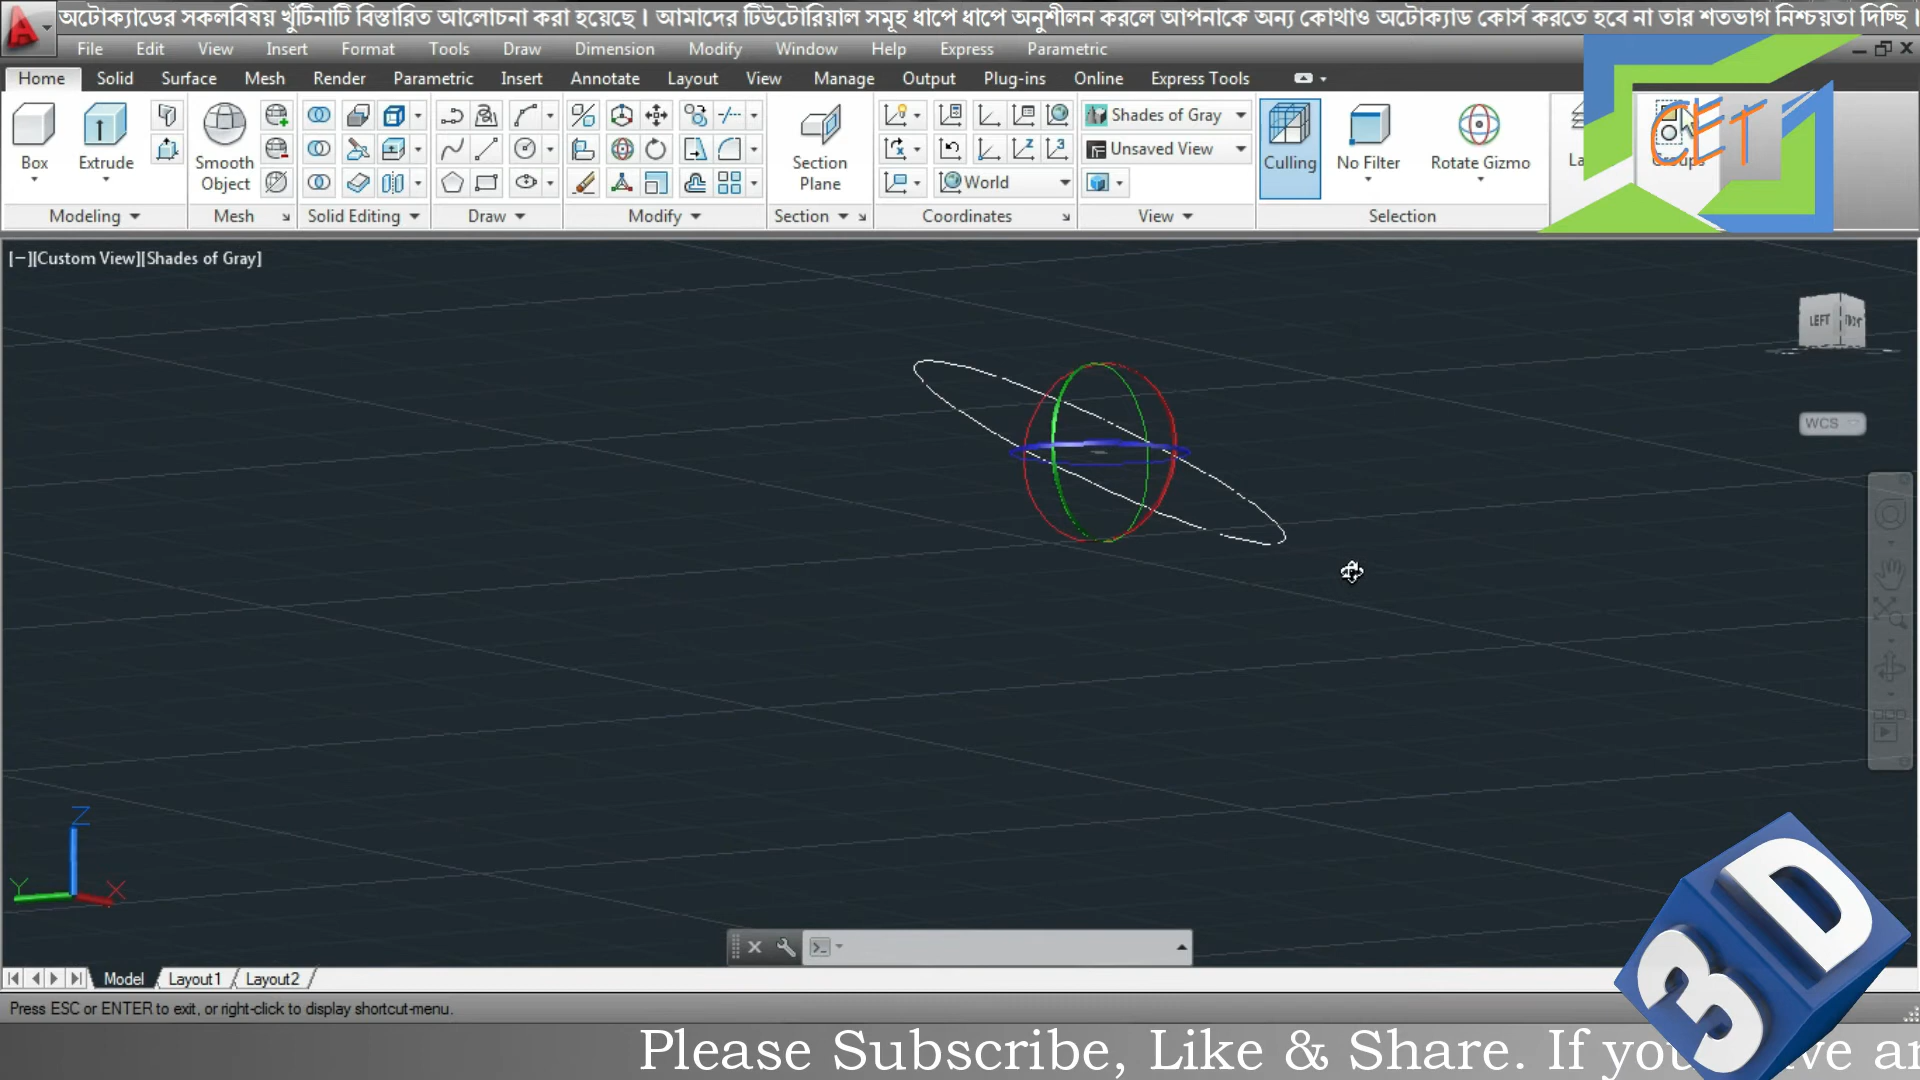 অটোক্যাডের সকলবিষয় খুঁটিনাটি বিস্তারিত আলোচনা করা হয়েছে। আমাদের টিউটোরিয়াল সমূহ ধাপে ধাপে অনুশীলন করলে আপনাকে অন্য কোথাও অটোক্যাড কোর্স করতে হবে না তার শতভাগ নিশ্চয়তা দিচ্ছি।
File Edit View Insert Format Tools Draw Dimension Modify Window Help Express Parametric
Home Solid Surface Mesh Render Parametric Insert Annotate Layout View Manage Output Plug-ins Online Express Tools
Box Extrude Smooth Object Section Plane Shades of Gray Unsaved View World Culling No Filter Rotate Gizmo Groups
CET
Modeling Mesh Solid Editing Draw Modify Section Coordinates View Selection
[−][Custom View][Shades of Gray]
LEFT
WCS
Z
Y X
Model Layout1 Layout2
Press ESC or ENTER to exit, or right-click to display shortcut-menu.
3D
Please Subscribe, Like & Share. If